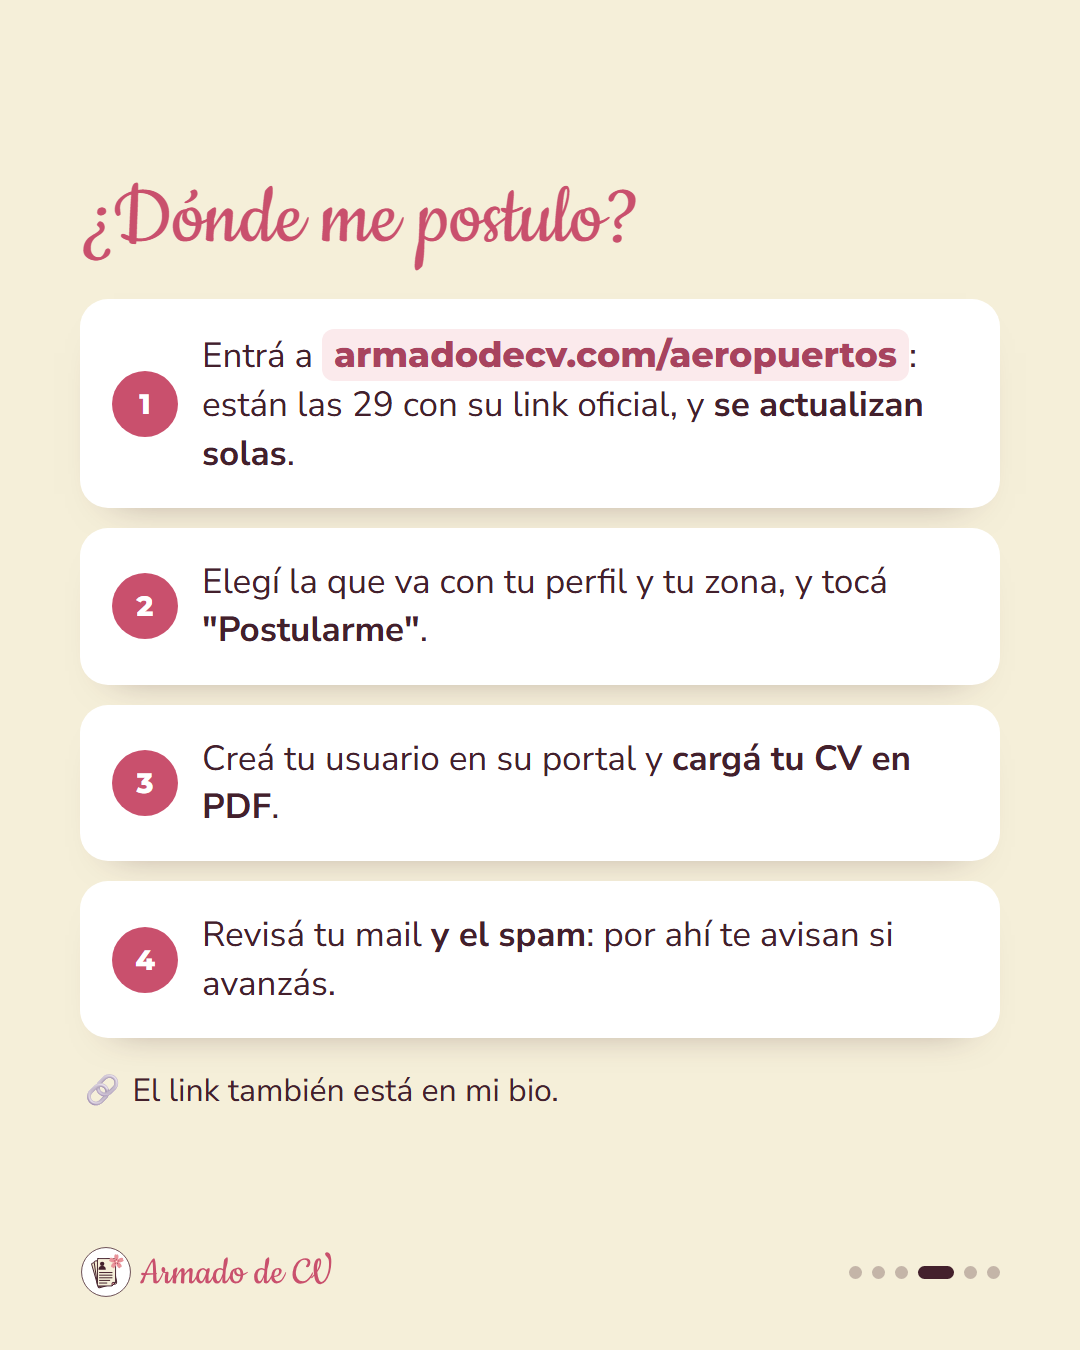 ¿Dónde me postulo?
1
Entrá a armadodecv.com/aeropuertos:
están las 29 con su link oficial, y se actualizan
solas.
2
Elegí la que va con tu perfil y tu zona, y tocá
"Postularme".
3
Creá tu usuario en su portal y cargá tu CV en
PDF.
4
Revisá tu mail y el spam: por ahí te avisan si
avanzás.
🔗 El link también está en mi bio.
Armado de CV